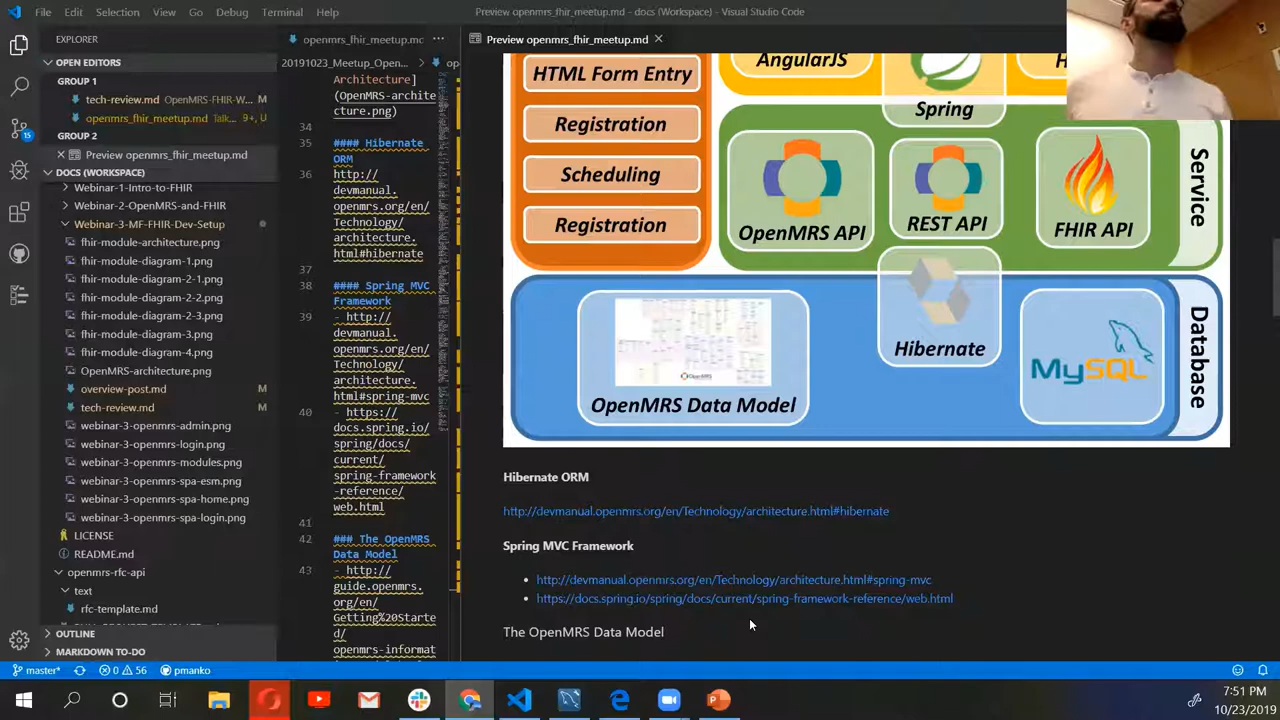 File
Edit
Selection
View
Go
Debug
Terminal
Help
Preview openmrs_fhir_meetup.md - docs (Workspace) - Visual Studio Code
EXPLORER
OPEN EDITORS
GROUP 1
tech-review.md OpenMRS-FHIR-W... M
openmrs_fhir_meetup.md Talk... 9+, U
GROUP 2
Preview openmrs_fhir_meetup.md
DOCS (WORKSPACE)
Webinar-1-Intro-to-FHIR
Webinar-2-OpenMRS-and-FHIR
Webinar-3-MF-FHIR-Dev-Setup
fhir-module-architecture.png
fhir-module-diagram-1.png
fhir-module-diagram-2-1.png
fhir-module-diagram-2-2.png
fhir-module-diagram-2-3.png
fhir-module-diagram-3.png
fhir-module-diagram-4.png
OpenMRS-architecture.png
overview-post.md M
tech-review.md M
webinar-3-openmrs-admin.png
webinar-3-openmrs-login.png
webinar-3-openmrs-modules.png
webinar-3-openmrs-spa-esm.png
webinar-3-openmrs-spa-home.png
webinar-3-openmrs-spa-login.png
LICENSE
README.md
openmrs-rfc-api
text
rfc-template.md
OUTLINE
MARKDOWN TO-DO
15
openmrs_fhir_meetup.md
20191023_Meetup_Open...
Architecture]
(OpenMRS-archite
cture.png)
34
35 #### Hibernate
ORM
36 http://
devmanual.
openmrs.org/en/
Technology/
architecture.
html#hibernate
37
38 #### Spring MVC
Framework
39 - http://
devmanual.
openmrs.org/en/
Technology/
architecture.
html#spring-mvc
40 - https://
docs.spring.io/
spring/docs/
current/
spring-framework
-reference/
web.html
41
42 ### The OpenMRS
Data Model
43 - http://
guide.openmrs.
org/en/
Getting%20Starte
d/
openmrs-informat
Preview openmrs_fhir_meetup.md
HTML Form Entry
Registration
Scheduling
Registration
AngularJS
Spring
H
OpenMRS API
REST API
FHIR API
Service
OpenMRS
OpenMRS Data Model
Hibernate
MySQL
Database
Hibernate ORM
http://devmanual.openmrs.org/en/Technology/architecture.html#hibernate
Spring MVC Framework
http://devmanual.openmrs.org/en/Technology/architecture.html#spring-mvc
https://docs.spring.io/spring/docs/current/spring-framework-reference/web.html
The OpenMRS Data Model
master*
0 56
pmanko
7:51 PM
10/23/2019